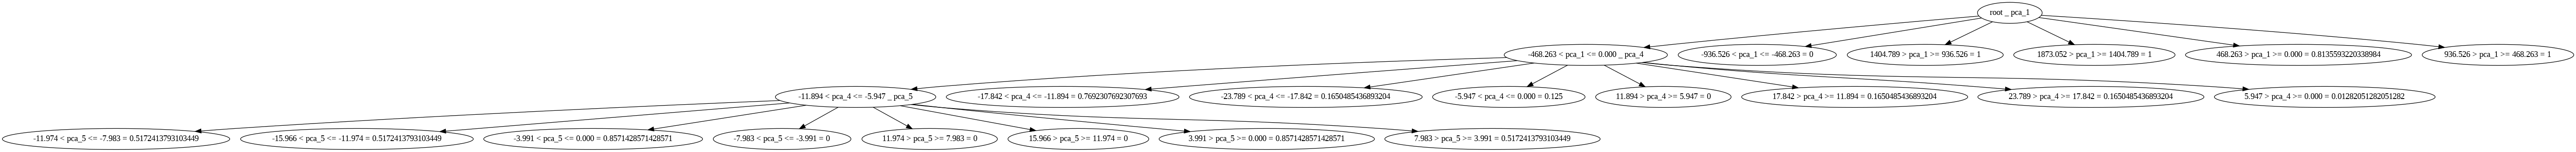 root _ pca_1
-468.263 < pca_1 <= 0.000 _ pca_4
-936.526 < pca_1 <= -468.263 = 0
1404.789 > pca_1 >= 936.526 = 1
1873.052 > pca_1 >= 1404.789 = 1
468.263 > pca_1 >= 0.000 = 0.8135593220338984
936.526 > pca_1 >= 468.263 = 1
-11.894 < pca_4 <= -5.947 _ pca_5
-17.842 < pca_4 <= -11.894 = 0.7692307692307693
-23.789 < pca_4 <= -17.842 = 0.1650485436893204
-5.947 < pca_4 <= 0.000 = 0.125
11.894 > pca_4 >= 5.947 = 0
17.842 > pca_4 >= 11.894 = 0.1650485436893204
23.789 > pca_4 >= 17.842 = 0.1650485436893204
5.947 > pca_4 >= 0.000 = 0.01282051282051282
-11.974 < pca_5 <= -7.983 = 0.5172413793103449
-15.966 < pca_5 <= -11.974 = 0.5172413793103449
-3.991 < pca_5 <= 0.000 = 0.8571428571428571
-7.983 < pca_5 <= -3.991 = 0
11.974 > pca_5 >= 7.983 = 0
15.966 > pca_5 >= 11.974 = 0
3.991 > pca_5 >= 0.000 = 0.8571428571428571
7.983 > pca_5 >= 3.991 = 0.5172413793103449